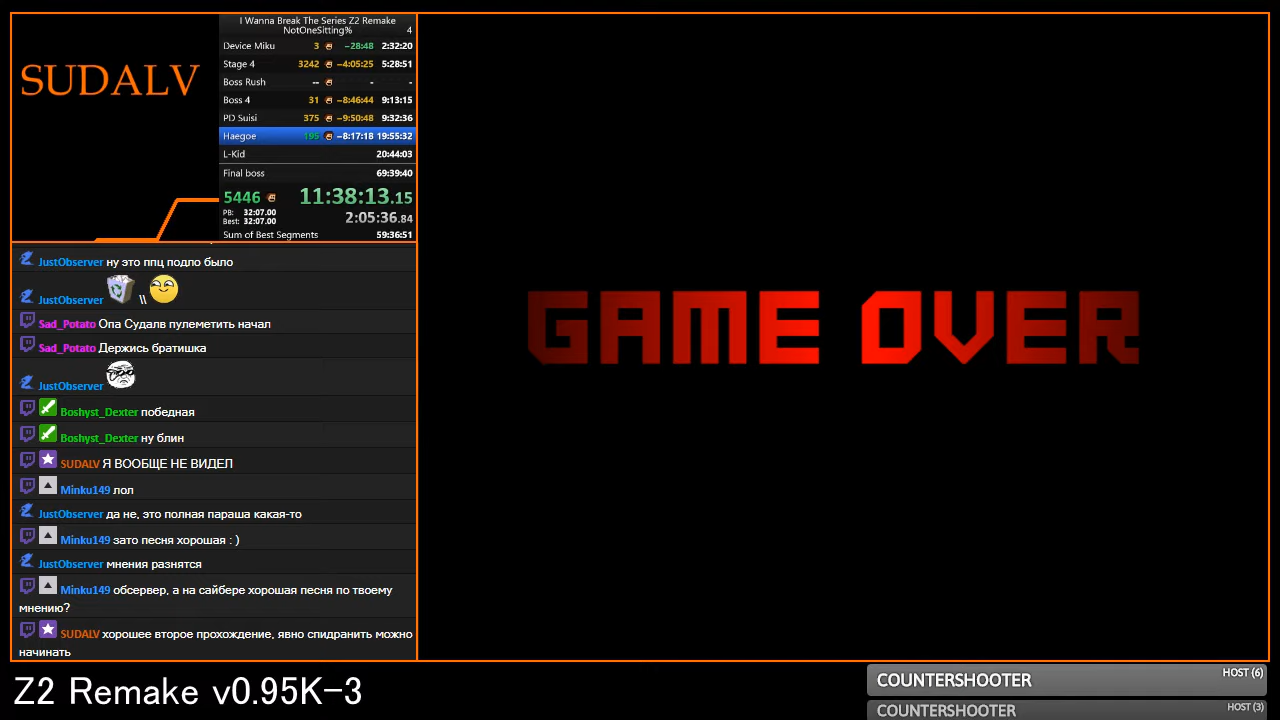 SUDALV
I Wanna Break The Series Z2 Remake
NotOneSitting% 4
Device Miku 3 −28:48 2:32:20
Stage 4 3242 −4:05:25 5:28:51
Boss Rush -- - -
Boss 4 31 −8:46:44 9:13:15
PD Suisi 375 −9:50:48 9:32:36
Haegoe 195 −8:17:18 19:55:32
L-Kid 20:44:03
Final boss 69:39:40
5446 11:38:13.15
PB: 32:07.00
Best: 32:07.00
2:05:36.84
Sum of Best Segments 59:36:51
JustObserver ну это ппц подло было
JustObserver \\
Sad_Potato Опа Судалв пулеметить начал
Sad_Potato Держись братишка
JustObserver
Boshyst_Dexter победная
Boshyst_Dexter ну блин
SUDALV Я ВООБЩЕ НЕ ВИДЕЛ
Minku149 лол
JustObserver да не, это полная параша какая-то
Minku149 зато песня хорошая : )
JustObserver мнения разнятся
Minku149 обсервер, а на сайбере хорошая песня по твоему
мнению?
SUDALV хорошее второе прохождение, явно спидранить можно
начинать
GAME OVER
Z2 Remake v0.95K-3
COUNTERSHOOTER HOST (6)
COUNTERSHOOTER HOST (3)